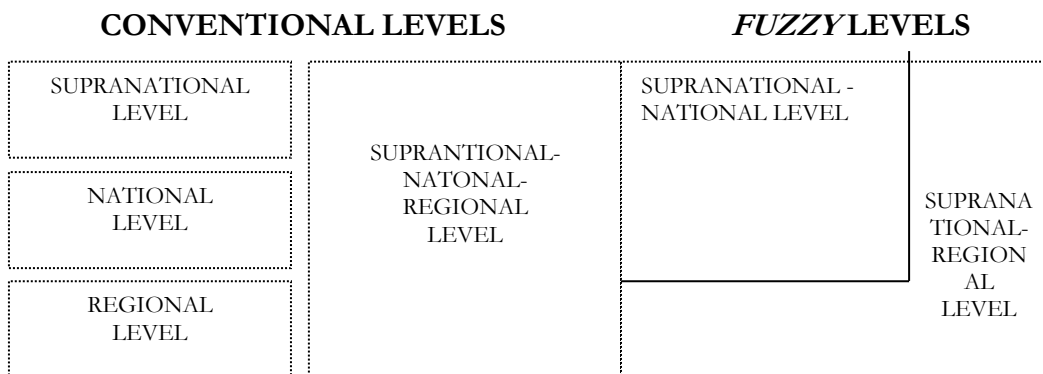 CONVENTIONAL LEVELS
FUZZY LEVELS
SUPRANATIONAL
LEVEL
NATIONAL
LEVEL
REGIONAL
LEVEL
SUPRANTIONAL-
NATONAL-
REGIONAL
LEVEL
SUPRANATIONAL -
NATIONAL LEVEL
SUPRANA
TIONAL-
REGION
AL
LEVEL